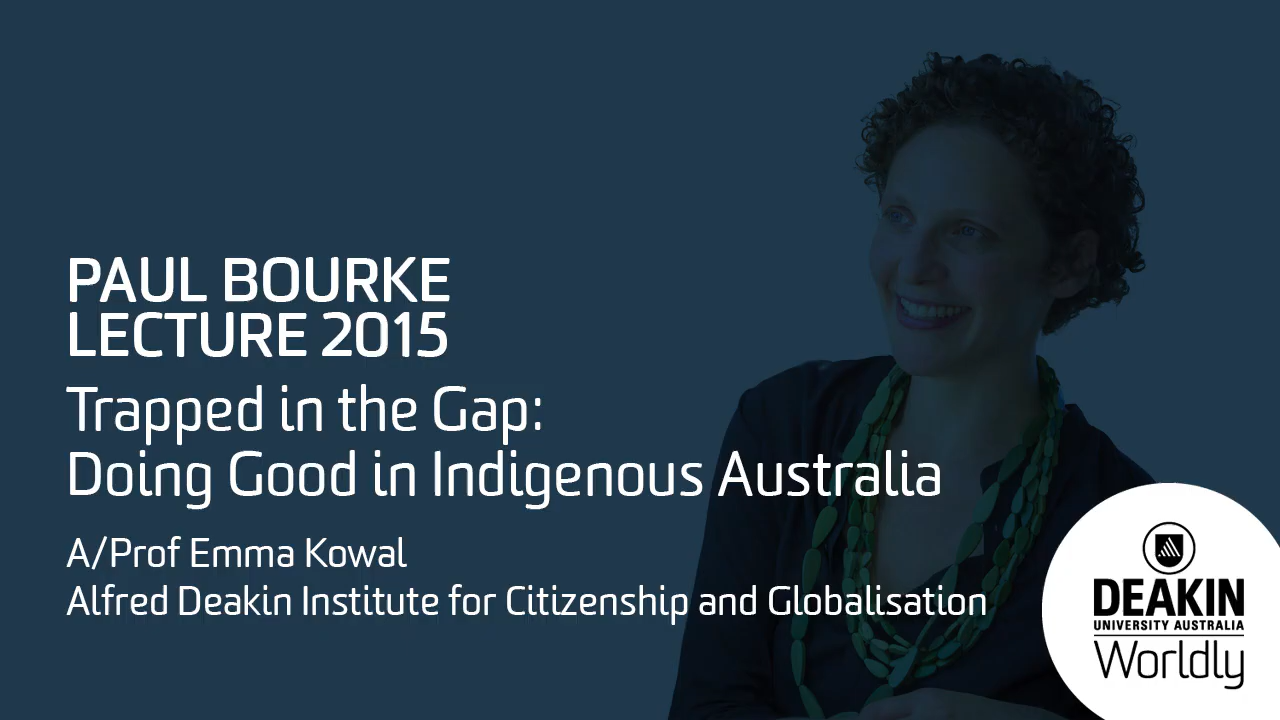 PAUL BOURKE
LECTURE 2015
Trapped in the Gap:
Doing Good in Indigenous Australia
A/Prof Emma Kowal
Alfred Deakin Institute for Citizenship and Globalisation
DEAKIN
UNIVERSITY AUSTRALIA
Worldly